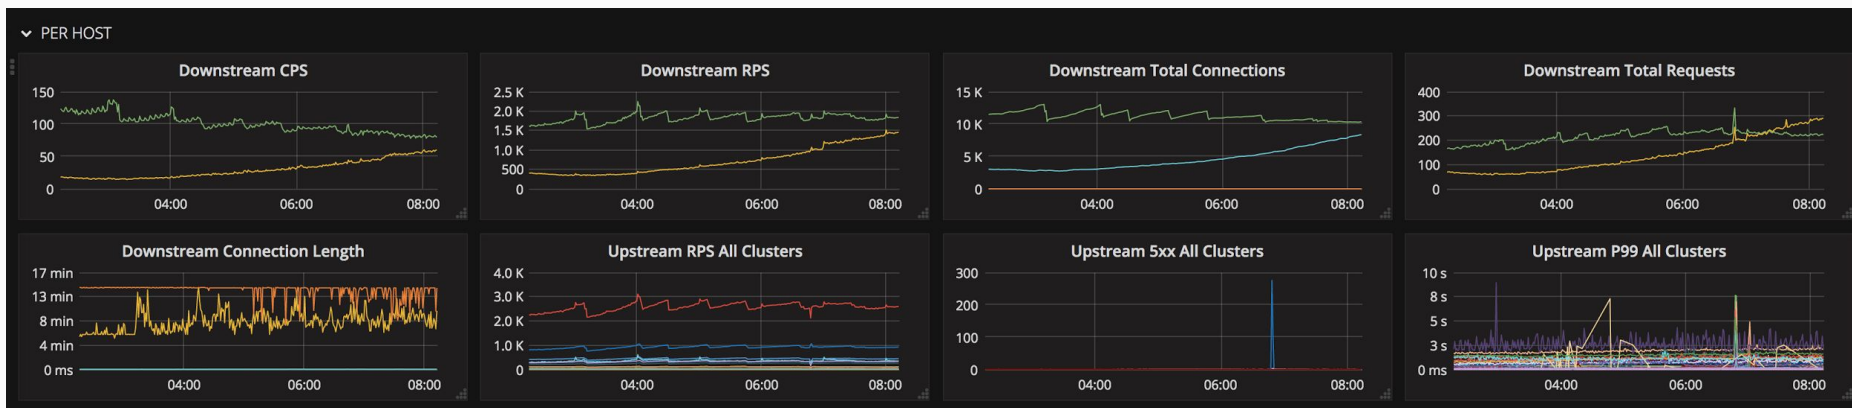 PER HOST
Downstream CPS
150
100
50
0
04:00 06:00 08:00
Downstream RPS
2.5 K
2.0 K
1.5 K
1.0 K
500
0
04:00 06:00 08:00
Downstream Total Connections
15 K
10 K
5 K
0
04:00 06:00 08:00
Downstream Total Requests
400
300
200
100
0
04:00 06:00 08:00
Downstream Connection Length
17 min
13 min
8 min
4 min
0 ms
04:00 06:00 08:00
Upstream RPS All Clusters
4.0 K
3.0 K
2.0 K
1.0 K
0
04:00 06:00 08:00
Upstream 5xx All Clusters
300
200
100
0
04:00 06:00 08:00
Upstream P99 All Clusters
10 s
8 s
5 s
3 s
0 ms
04:00 06:00 08:00